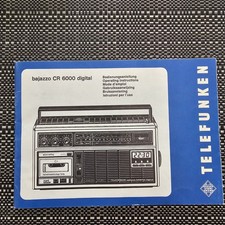 bajazzo CR 6000 digital
Bedienungsanleitung
Operating Instructions
Mode d'emploi
Gebruiksaanwijzing
Bruksanvisning
Istruzioni per l'uso
TELEFUNKEN